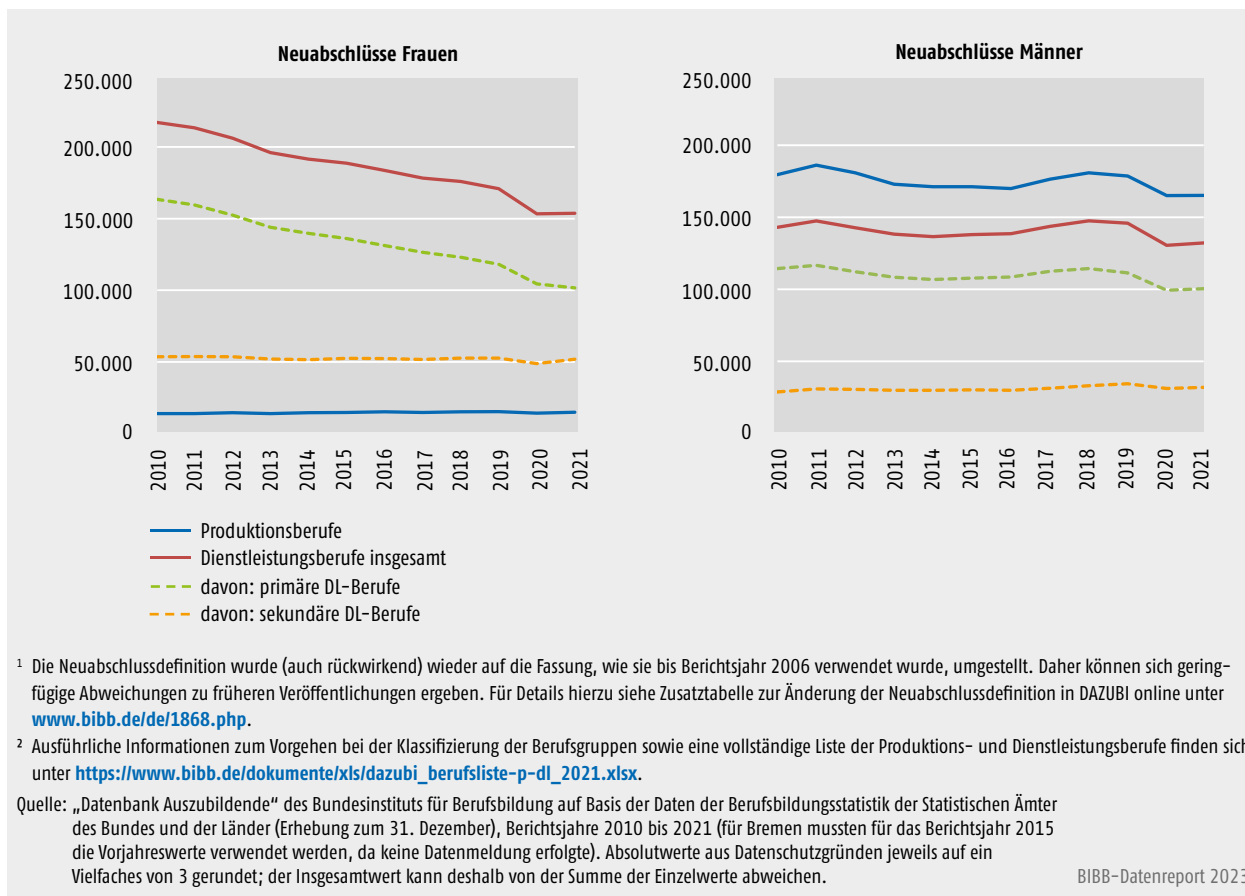 Neuabschlüsse Frauen
250.000
200.000
150.000
100.000
50.000
0
2010
2011
2012
2013
2014
2015
2016
2017
2018
2019
2020
2021
Neuabschlüsse Männer
250.000
200.000
150.000
100.000
50.000
0
2010
2011
2012
2013
2014
2015
2016
2017
2018
2019
2020
2021
Produktionsberufe
Dienstleistungsberufe insgesamt
davon: primäre DL-Berufe
davon: sekundäre DL-Berufe
¹ Die Neuabschlussdefinition wurde (auch rückwirkend) wieder auf die Fassung, wie sie bis Berichtsjahr 2006 verwendet wurde, umgestellt. Daher können sich gering-
fügige Abweichungen zu früheren Veröffentlichungen ergeben. Für Details hierzu siehe Zusatztabelle zur Änderung der Neuabschlussdefinition in DAZUBI online unter
www.bibb.de/de/1868.php.
² Ausführliche Informationen zum Vorgehen bei der Klassifizierung der Berufsgruppen sowie eine vollständige Liste der Produktions- und Dienstleistungsberufe finden sich
unter https://www.bibb.de/dokumente/xls/dazubi_berufsliste-p-dl_2021.xlsx.
Quelle: „Datenbank Auszubildende“ des Bundesinstituts für Berufsbildung auf Basis der Daten der Berufsbildungsstatistik der Statistischen Ämter
des Bundes und der Länder (Erhebung zum 31. Dezember), Berichtsjahre 2010 bis 2021 (für Bremen mussten für das Berichtsjahr 2015
die Vorjahreswerte verwendet werden, da keine Datenmeldung erfolgte). Absolutwerte aus Datenschutzgründen jeweils auf ein
Vielfaches von 3 gerundet; der Insgesamtwert kann deshalb von der Summe der Einzelwerte abweichen.
BIBB-Datenreport 2023